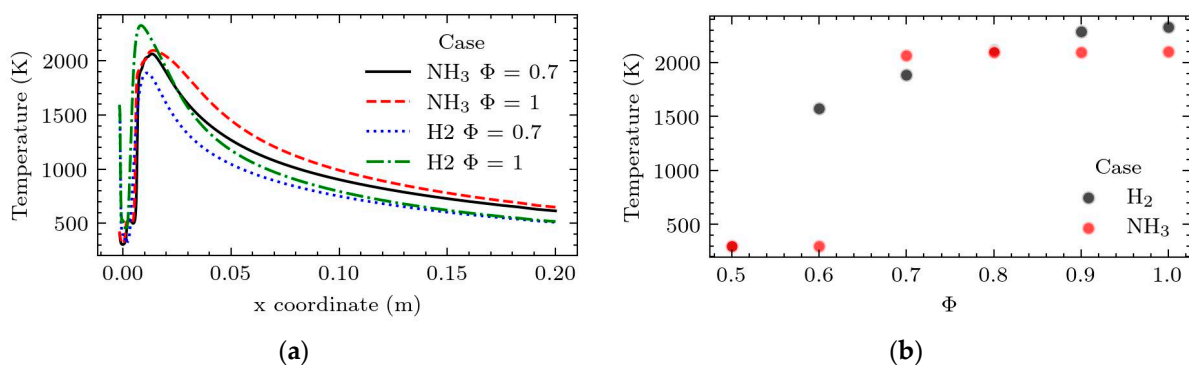 Temperature (K)
2000
1500
1000
500
0.00 0.05 0.10 0.15 0.20
x coordinate (m)
Case
NH₃ Φ = 0.7
NH₃ Φ = 1
H2 Φ = 0.7
H2 Φ = 1
(a)
Temperature (K)
2000
1500
1000
500
0.5 0.6 0.7 0.8 0.9 1.0
Φ
Case
H₂
NH₃
(b)